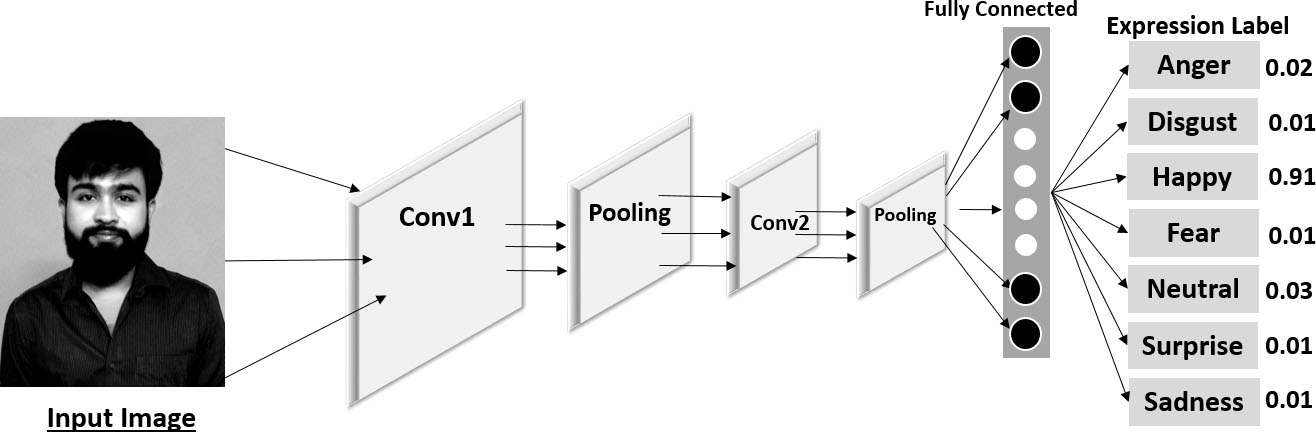 Fully Connected
Expression Label
Anger 0.02
Disgust 0.01
Happy 0.91
Fear 0.01
Neutral 0.03
Surprise 0.01
Sadness 0.01
Conv1
Pooling
Conv2
Pooling
Input Image